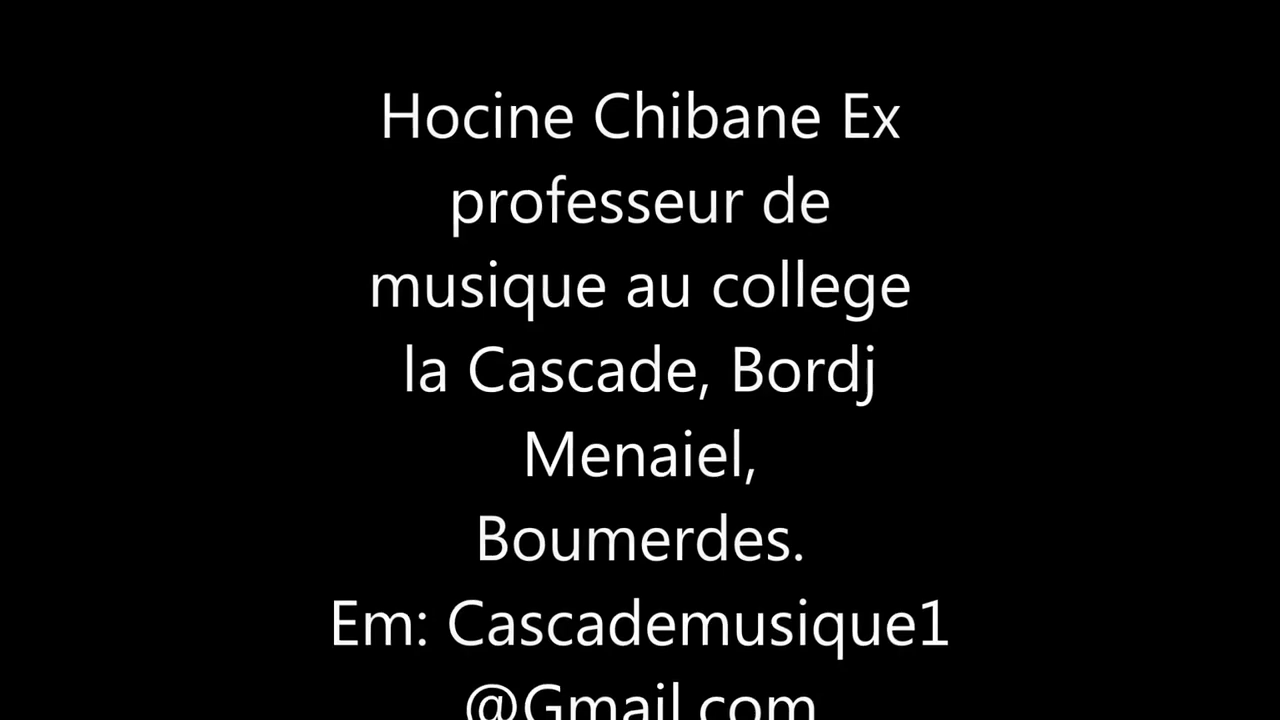 Hocine Chibane Ex
professeur de
musique au college
la Cascade, Bordj
Menaiel,
Boumerdes.
Em: Cascademusique1
@Gmail.com